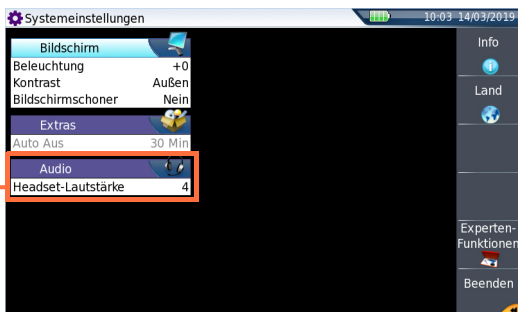 Systemeinstellungen
10:03 14/03/2019
Bildschirm
Beleuchtung +0
Kontrast Außen
Bildschirmschoner Nein
Extras
Auto Aus 30 Min
Audio
Headset-Lautstärke 4
Info
Land
Experten-
Funktionen
Beenden